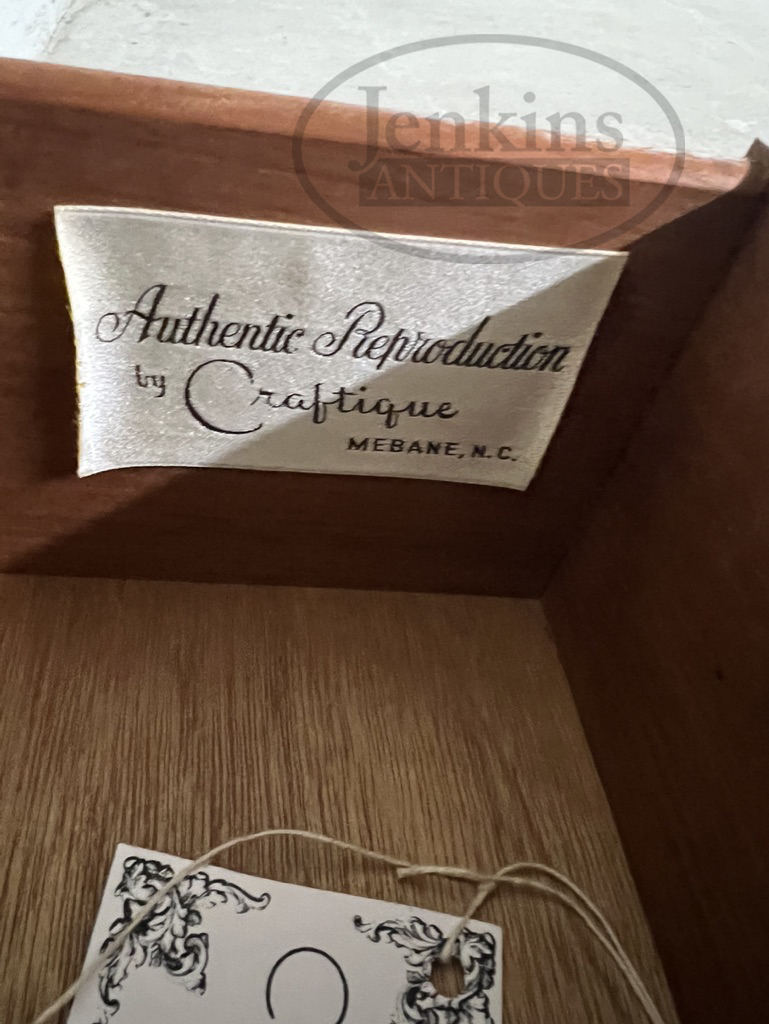 Jenkins
ANTIQUES
Authentic Reproduction
by Craftique
MEBANE, N.C.